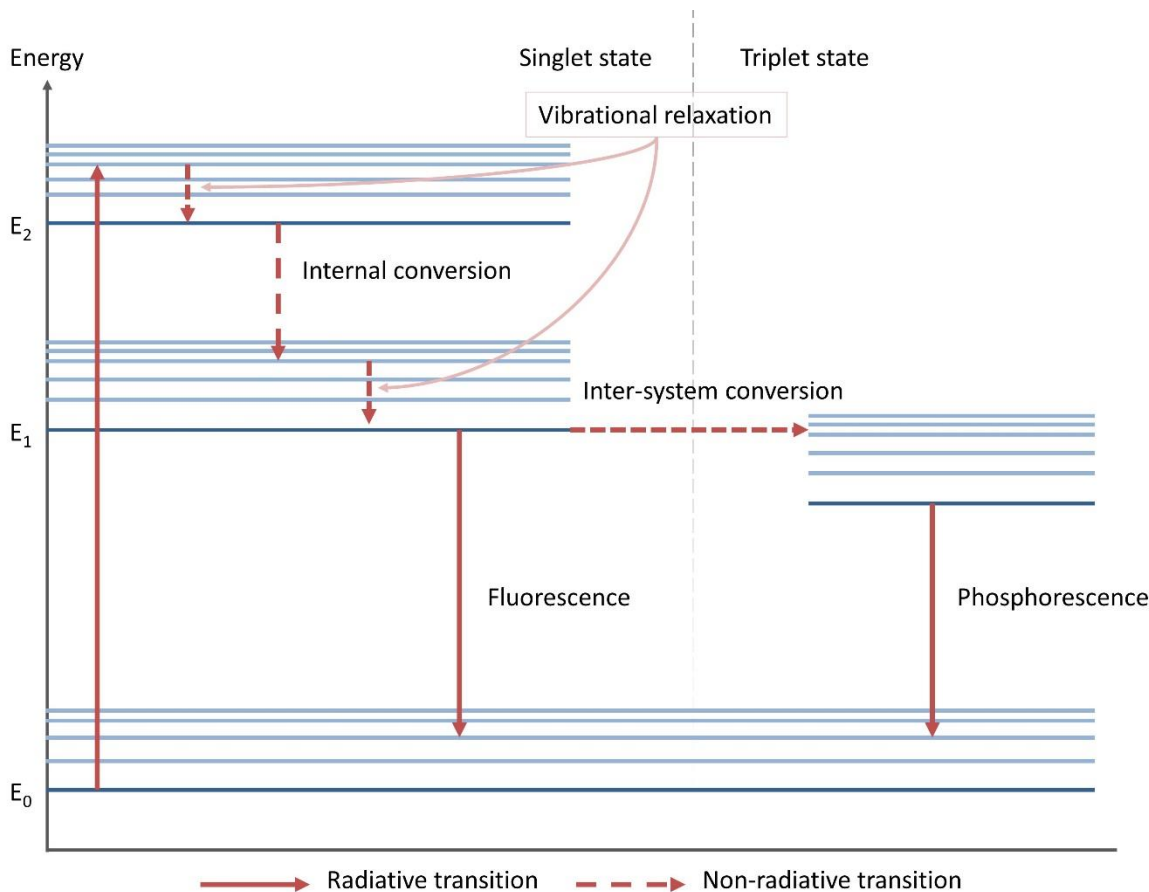 Energy
Singlet state
Triplet state
Vibrational relaxation
E₂
Internal conversion
Inter-system conversion
E₁
Fluorescence
Phosphorescence
E₀
Radiative transition
Non-radiative transition